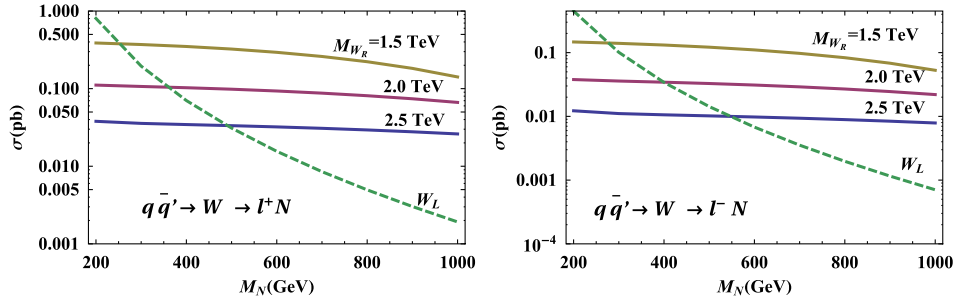 1.000
0.500
0.100
0.050
0.010
0.005
0.001
σ(pb)
M_{W_R}=1.5 TeV
2.0 TeV
2.5 TeV
W_L
q q̄' → W → l⁺ N
200 400 600 800 1000
M_N(GeV)
0.1
0.01
0.001
10⁻⁴
σ(pb)
M_{W_R}=1.5 TeV
2.0 TeV
2.5 TeV
W_L
q q̄' → W → l⁻ N
200 400 600 800 1000
M_N(GeV)